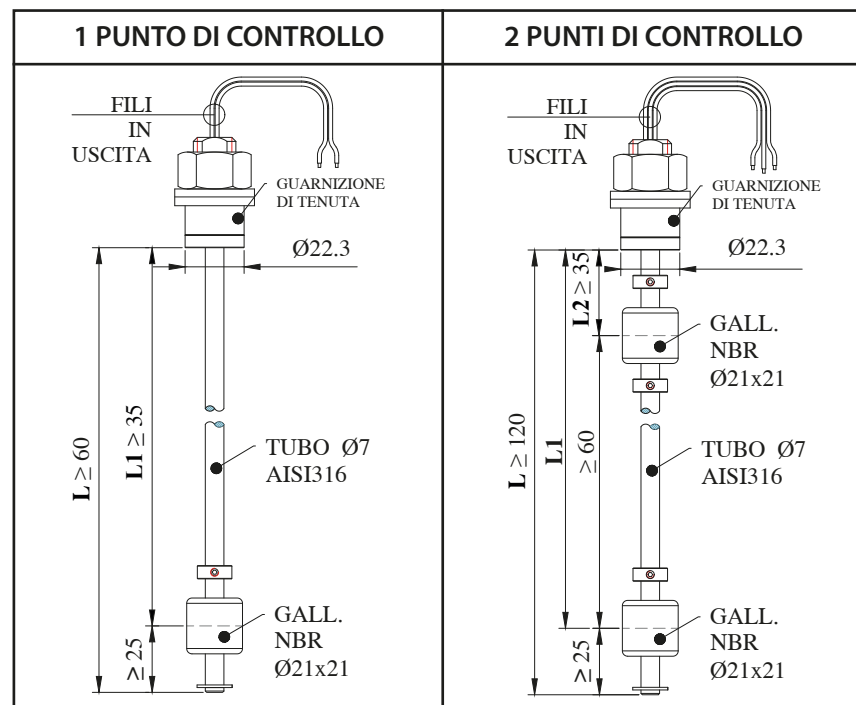 1 PUNTO DI CONTROLLO
FILI
IN
USCITA
GUARNIZIONE
DI TENUTA
Ø22.3
L ≥ 60
L1 ≥ 35
TUBO Ø7
AISI316
≥ 25
GALL.
NBR
Ø21x21
2 PUNTI DI CONTROLLO
FILI
IN
USCITA
GUARNIZIONE
DI TENUTA
Ø22.3
L2 ≥ 35
GALL.
NBR
Ø21x21
L ≥ 120
L1
≥ 60
TUBO Ø7
AISI316
≥ 25
GALL.
NBR
Ø21x21